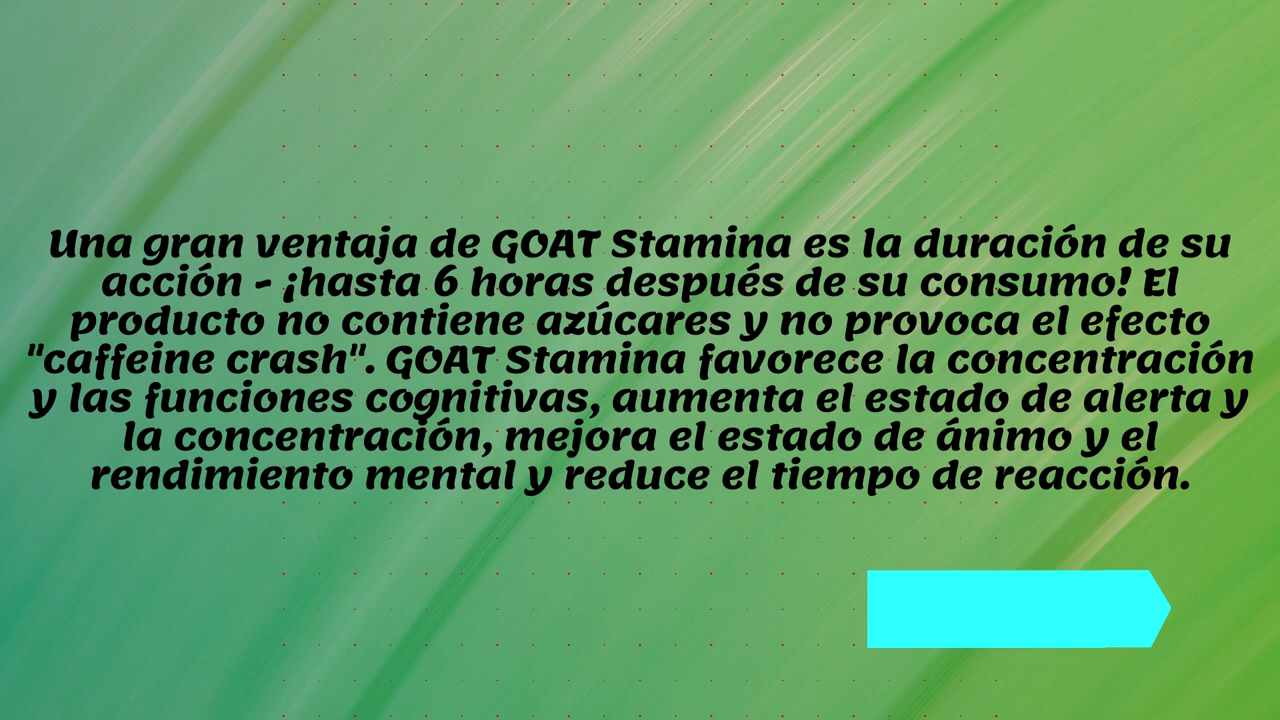 Una gran ventaja de GOAT Stamina es la duración de su
acción - ¡hasta 6 horas después de su consumo! El
producto no contiene azúcares y no provoca el efecto
"caffeine crash". GOAT Stamina favorece la concentración
y las funciones cognitivas, aumenta el estado de alerta y
la concentración, mejora el estado de ánimo y el
rendimiento mental y reduce el tiempo de reacción.